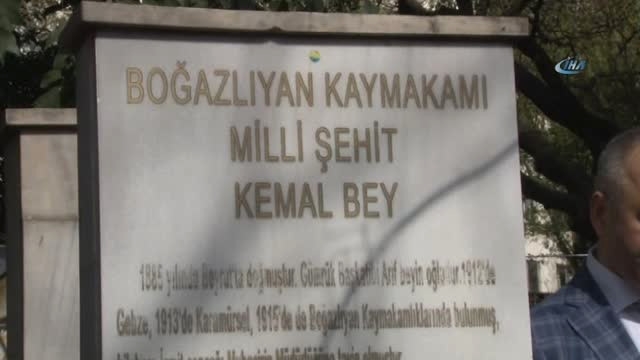 İHA
BOĞAZLIYAN KAYMAKAMI
MİLLİ ŞEHİT
KEMAL BEY
1885 yılında Beyrut'ta doğmuştur. Gümrük Başkatibi Arif beyin oğludur. 1912'de
Gebze, 1913'de Karamürsel, 1915'de de Boğazlıyan Kaymakamlıklarında bulunmuş,